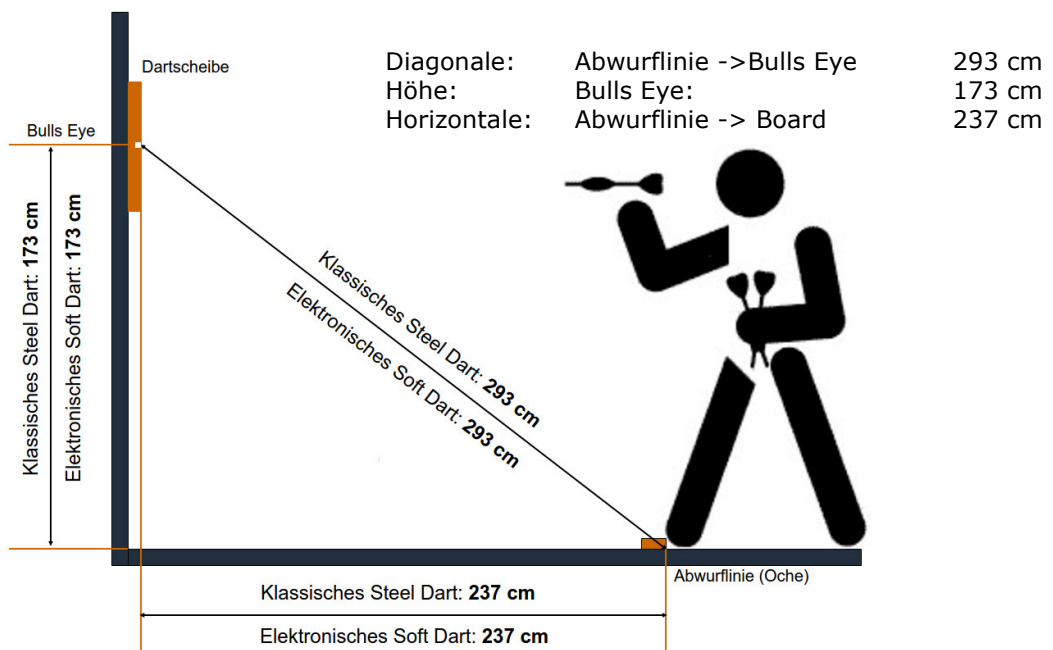 Dartscheibe
Diagonale: Abwurflinie ->Bulls Eye 293 cm
Höhe: Bulls Eye: 173 cm
Horizontale: Abwurflinie -> Board 237 cm
Bulls Eye
Klassisches Steel Dart: 173 cm
Elektronisches Soft Dart: 173 cm
Klassisches Steel Dart: 293 cm
Elektronisches Soft Dart: 293 cm
Abwurflinie (Oche)
Klassisches Steel Dart: 237 cm
Elektronisches Soft Dart: 237 cm